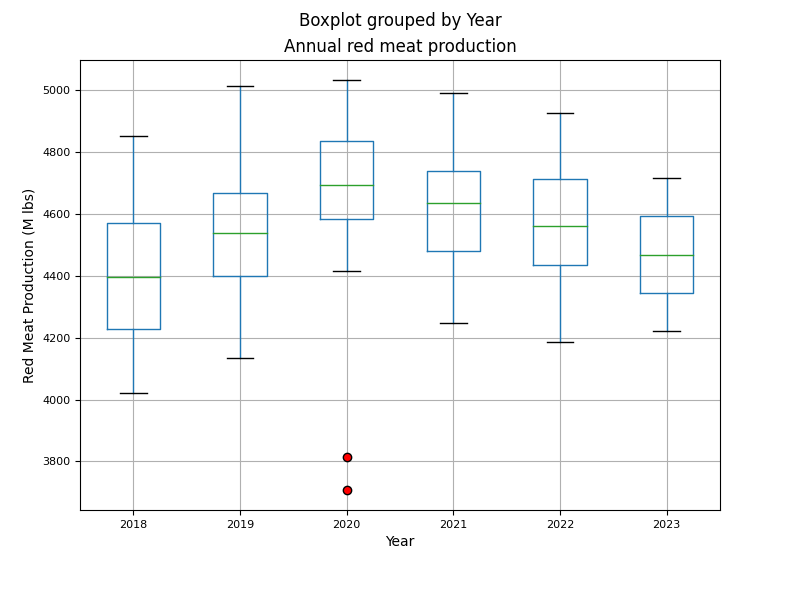 Boxplot grouped by Year
Annual red meat production
Red Meat Production (M lbs)
5000
4800
4600
4400
4200
4000
3800
2018 2019 2020 2021 2022 2023
Year